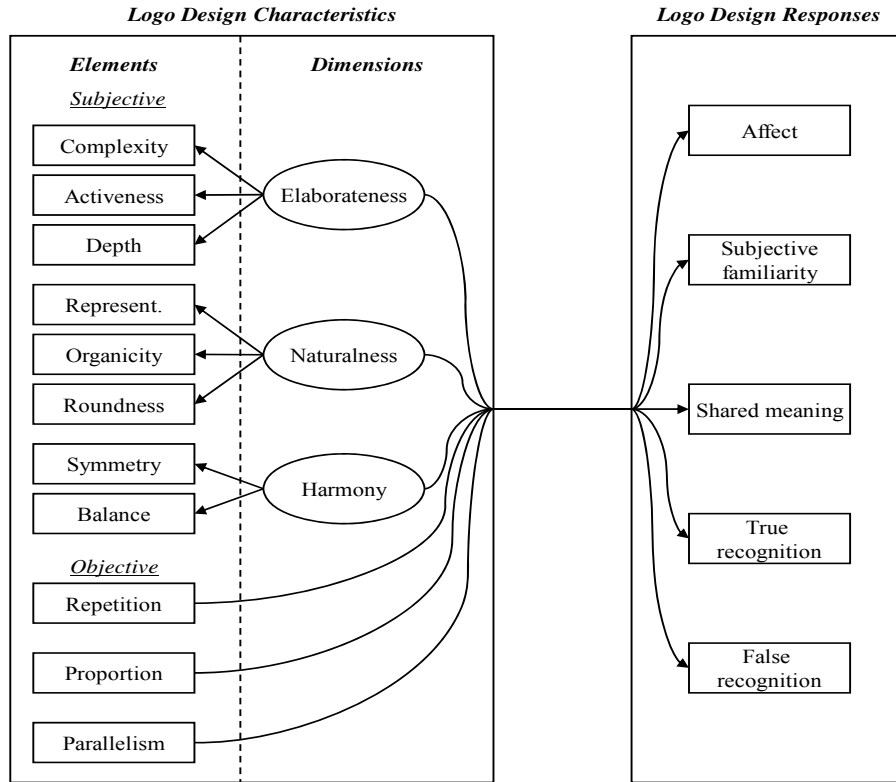 Logo Design Characteristics
Elements
Dimensions
Subjective
Complexity
Activeness
Depth
Elaborateness
Represent.
Organicity
Roundness
Naturalness
Symmetry
Balance
Harmony
Objective
Repetition
Proportion
Parallelism
Logo Design Responses
Affect
Subjective
familiarity
Shared meaning
True
recognition
False
recognition